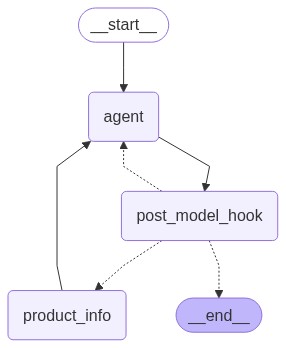 __start__
agent
post_model_hook
product_info
__end__